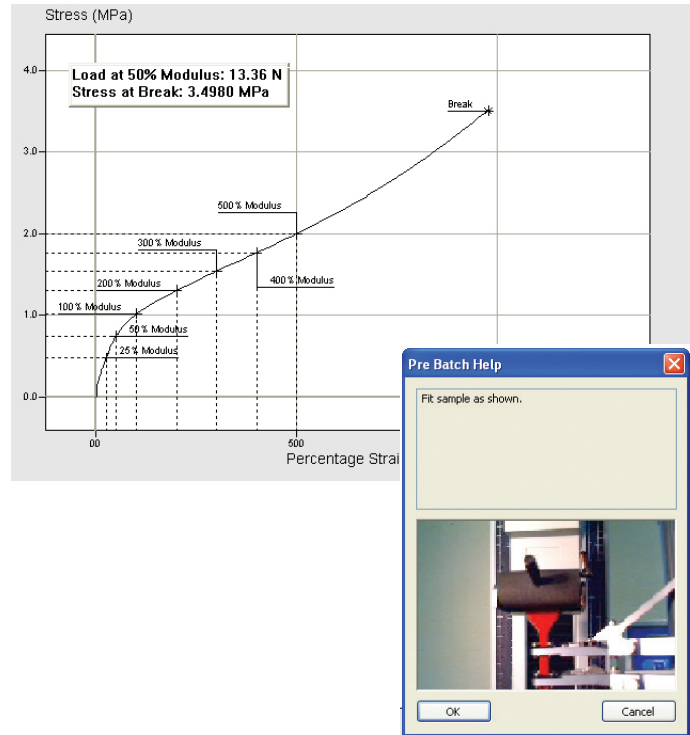 Stress (MPa)
4.0
Load at 50% Modulus: 13.36 N
Stress at Break: 3.4980 MPa
Break
3.0
500 % Modulus
2.0
300 % Modulus
400 % Modulus
200 % Modulus
100 % Modulus
1.0
50 % Modulus
25 % Modulus
0.0
00
500
Percentage Strai
Pre Batch Help
Fit sample as shown.
OK
Cancel